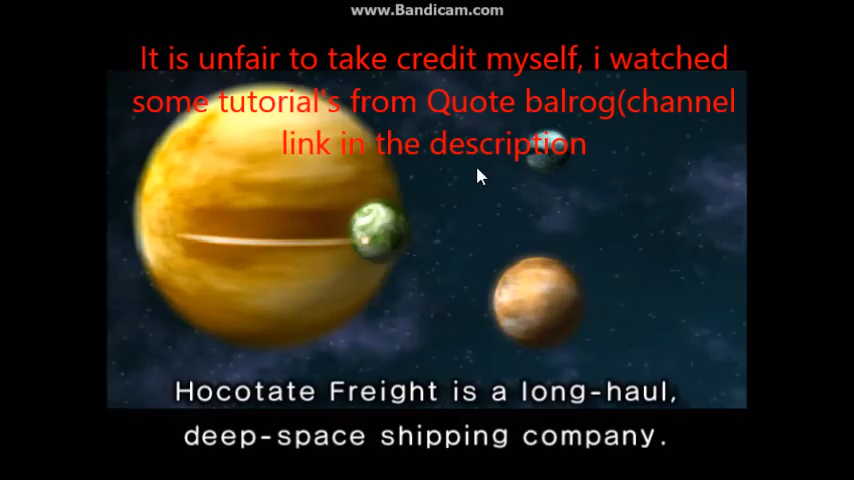 www.Bandicam.com
It is unfair to take credit myself, i watched
some tutorial's from Quote balrog(channel
link in the description
Hocotate Freight is a long-haul,
deep-space shipping company.